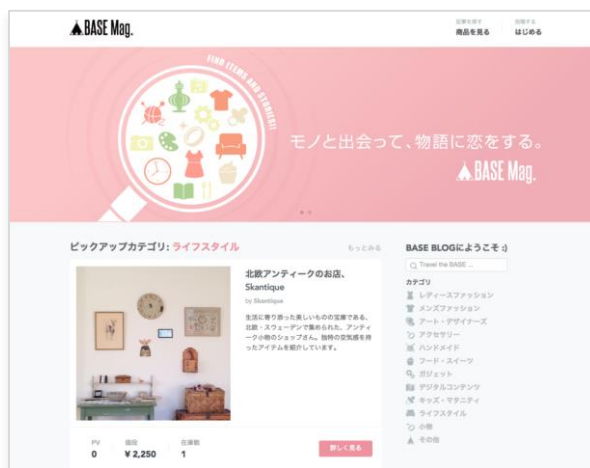 BASE Mag.
記事を探す
商品を見る
投稿する
はじめる
FIND ITEMS AND STORIES!!
モノと出会って、物語に恋をする。
BASE Mag.
ピックアップカテゴリ: ライフスタイル
もっとみる
北欧アンティークのお店、
Skantique
by Skantique
生活に寄り添った美しいものの宝庫である、
北欧・スウェーデンで集められた、アンティ
ーク小物のショップさん。独特の空気感を持
ったアイテムを紹介しています。
PV
0
値段
¥ 2,250
在庫数
1
詳しく見る
BASE BLOGにようこそ :)
Travel the BASE ...
カテゴリ
レディースファッション
メンズファッション
アート・デザイナーズ
アクセサリー
ハンドメイド
フード・スイーツ
ガジェット
デジタルコンテンツ
キッズ・マタニティ
ライフスタイル
小物
その他